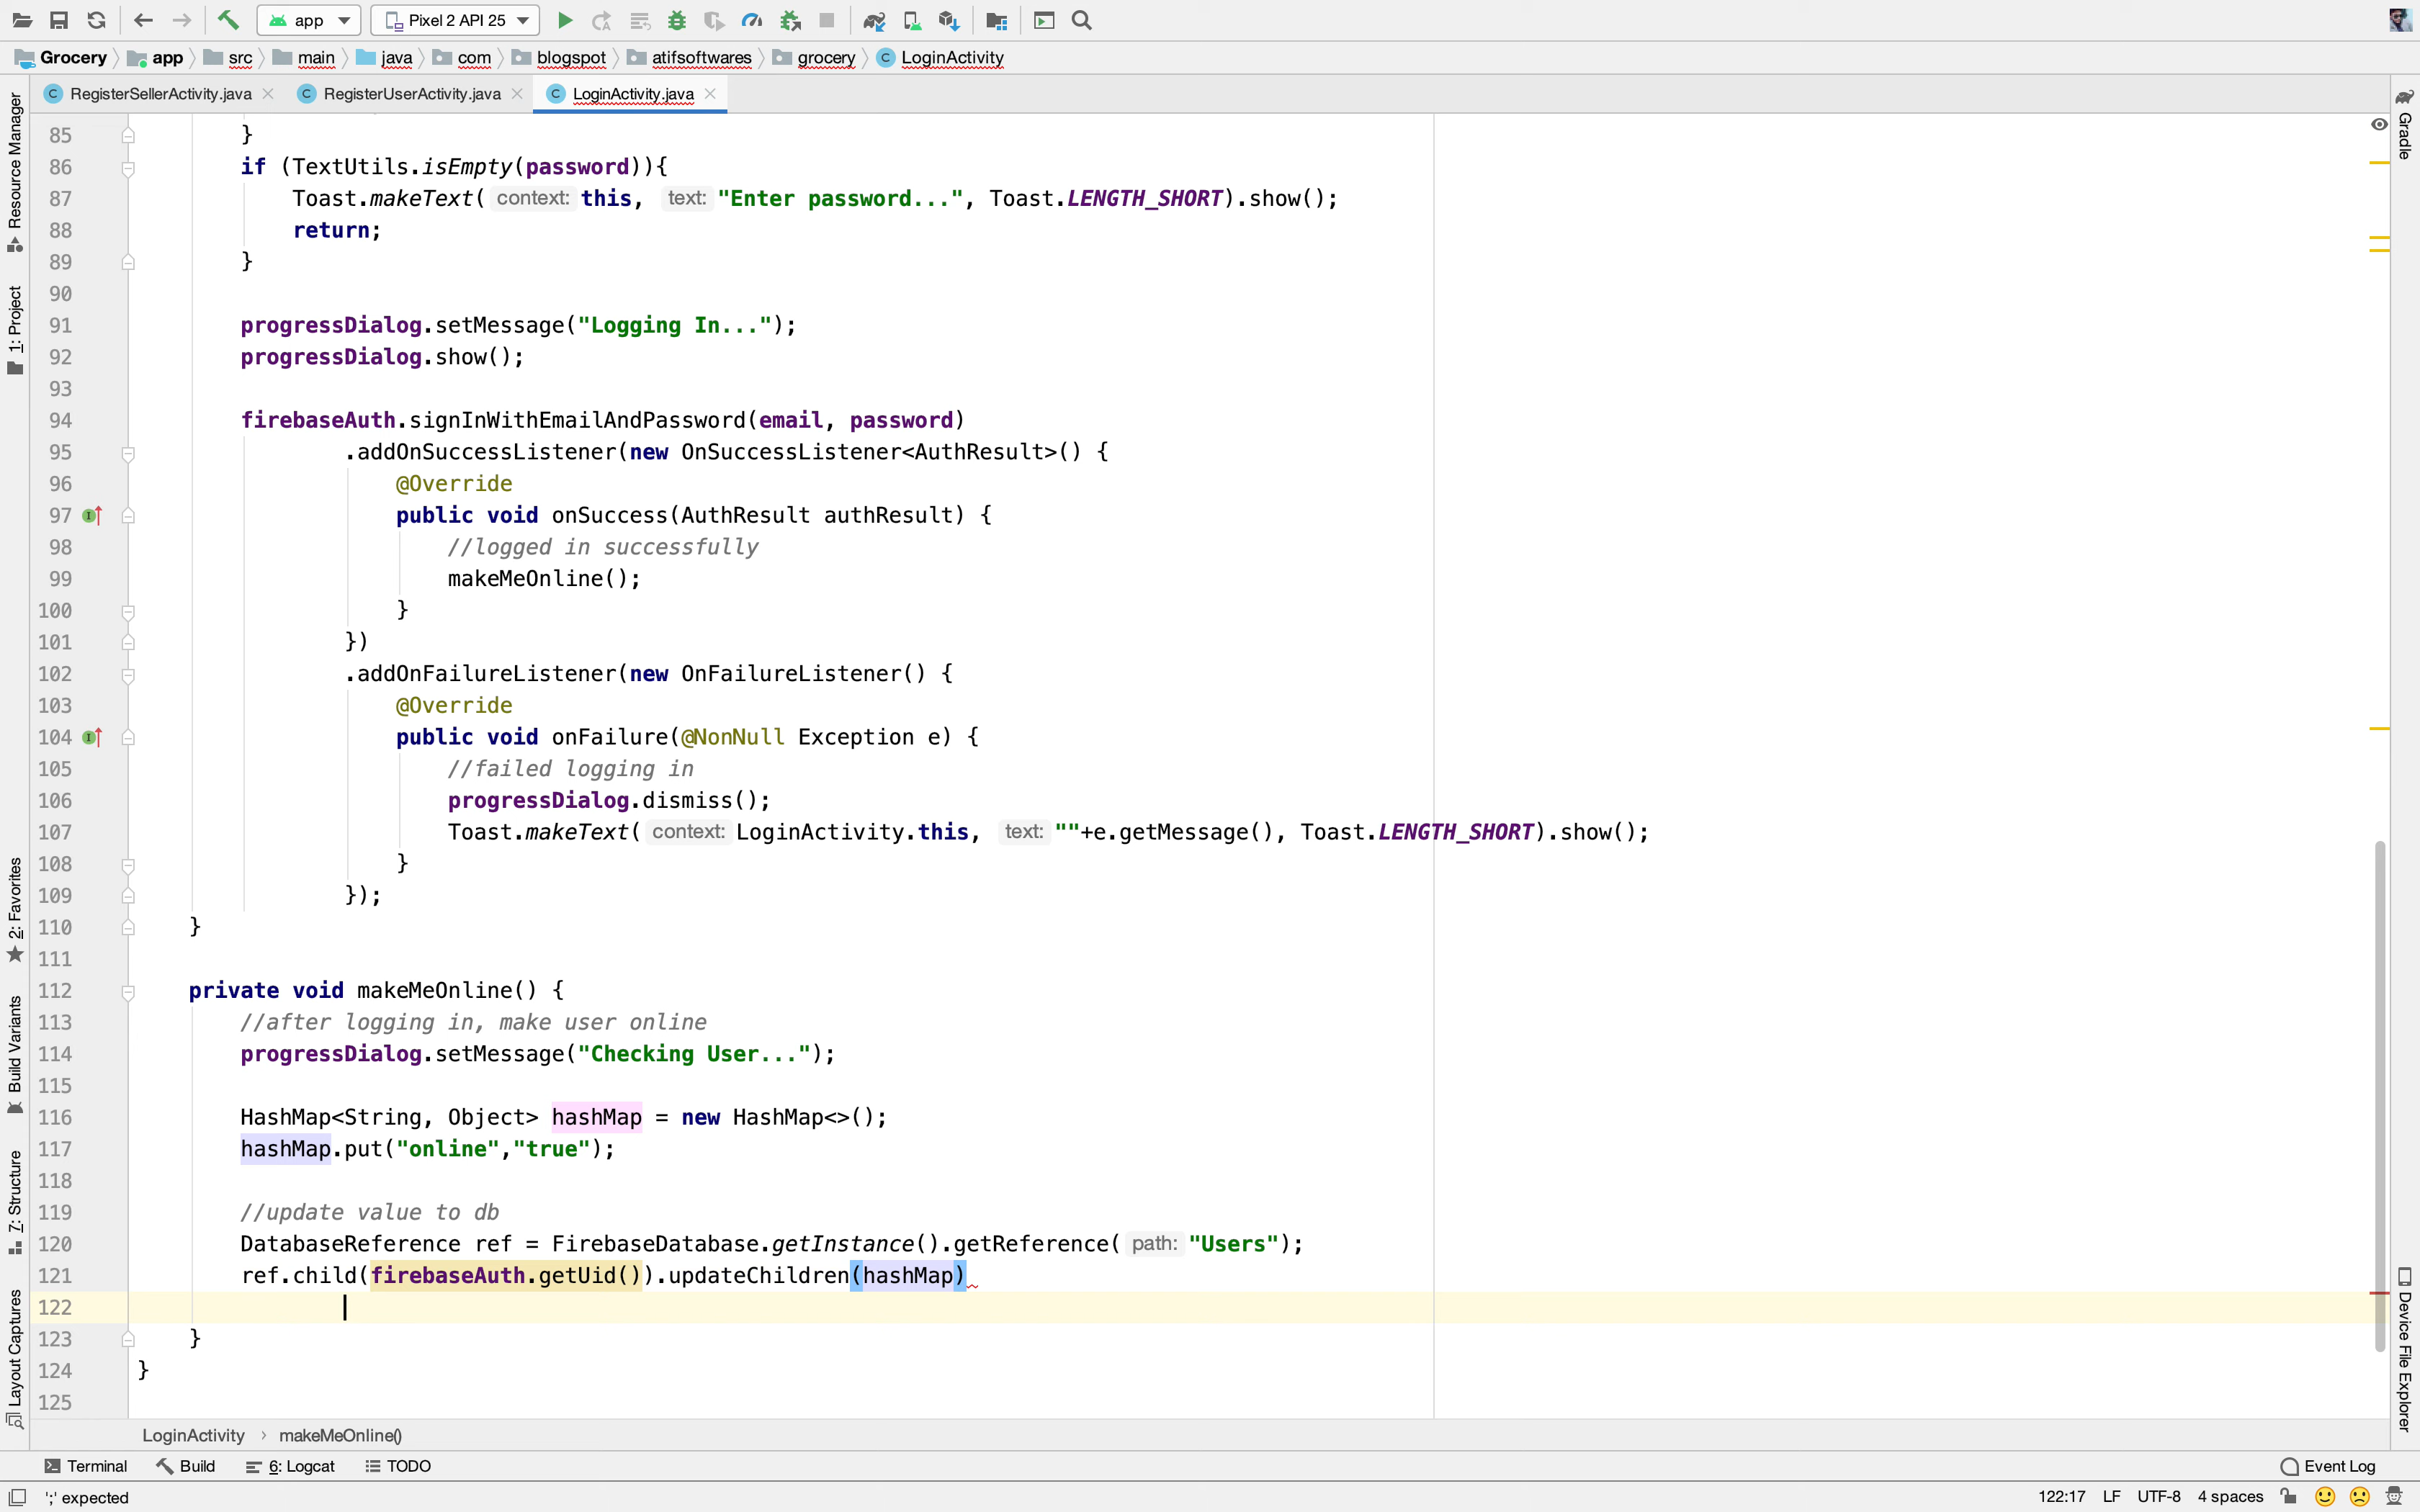 app
Pixel 2 API 25
Grocery
app
src
main
java
com
blogspot
atifsoftwares
grocery
LoginActivity
RegisterSellerActivity.java
RegisterUserActivity.java
LoginActivity.java
Resource Manager
1: Project
2: Favorites
Build Variants
7: Structure
Layout Captures
85 }
86 if (TextUtils.isEmpty(password)){
87 Toast.makeText( context: this, text: "Enter password...", Toast.LENGTH_SHORT).show();
88 return;
89 }
90
91 progressDialog.setMessage("Logging In...");
92 progressDialog.show();
93
94 firebaseAuth.signInWithEmailAndPassword(email, password)
95 .addOnSuccessListener(new OnSuccessListener<AuthResult>() {
96 @Override
97 public void onSuccess(AuthResult authResult) {
98 //logged in successfully
99 makeMeOnline();
100 }
101 })
102 .addOnFailureListener(new OnFailureListener() {
103 @Override
104 public void onFailure(@NonNull Exception e) {
105 //failed logging in
106 progressDialog.dismiss();
107 Toast.makeText( context: LoginActivity.this, text: ""+e.getMessage(), Toast.LENGTH_SHORT).show();
108 }
109 });
110 }
111
112 private void makeMeOnline() {
113 //after logging in, make user online
114 progressDialog.setMessage("Checking User...");
115
116 HashMap<String, Object> hashMap = new HashMap<>();
117 hashMap.put("online","true");
118
119 //update value to db
120 DatabaseReference ref = FirebaseDatabase.getInstance().getReference( path: "Users");
121 ref.child(firebaseAuth.getUid()).updateChildren(hashMap)
122
123 }
124 }
125
Gradle
Device File Explorer
LoginActivity › makeMeOnline()
Terminal
Build
6: Logcat
TODO
Event Log
';' expected
122:17 LF UTF-8 4 spaces